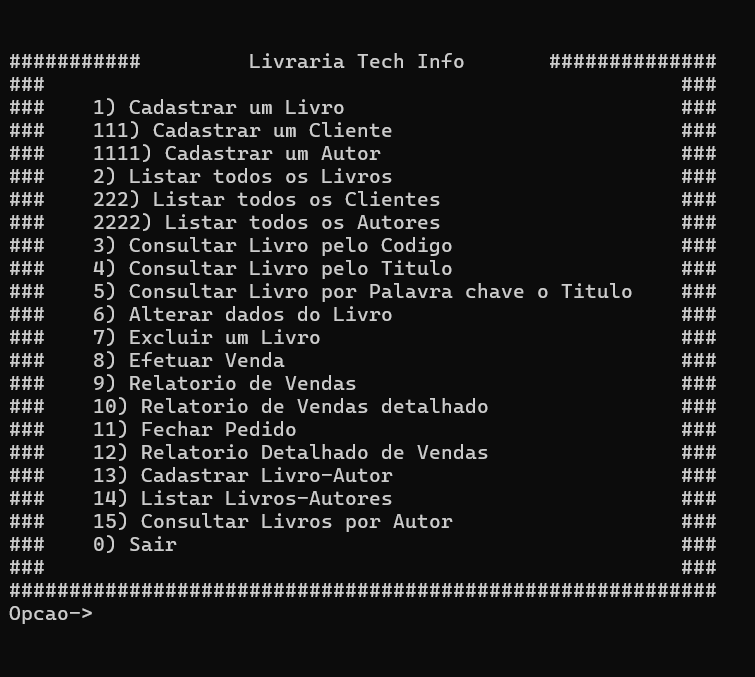 ###########         Livraria Tech Info       ##############
###                                                     ###
###    1) Cadastrar um Livro                            ###
###    111) Cadastrar um Cliente                        ###
###    1111) Cadastrar um Autor                         ###
###    2) Listar todos os Livros                        ###
###    222) Listar todos os Clientes                    ###
###    2222) Listar todos os Autores                    ###
###    3) Consultar Livro pelo Codigo                   ###
###    4) Consultar Livro pelo Titulo                   ###
###    5) Consultar Livro por Palavra chave o Titulo    ###
###    6) Alterar dados do Livro                        ###
###    7) Excluir um Livro                              ###
###    8) Efetuar Venda                                 ###
###    9) Relatorio de Vendas                           ###
###    10) Relatorio de Vendas detalhado                ###
###    11) Fechar Pedido                                ###
###    12) Relatorio Detalhado de Vendas                ###
###    13) Cadastrar Livro-Autor                        ###
###    14) Listar Livros-Autores                        ###
###    15) Consultar Livros por Autor                   ###
###    0) Sair                                          ###
###                                                     ###
###########################################################
Opcao->